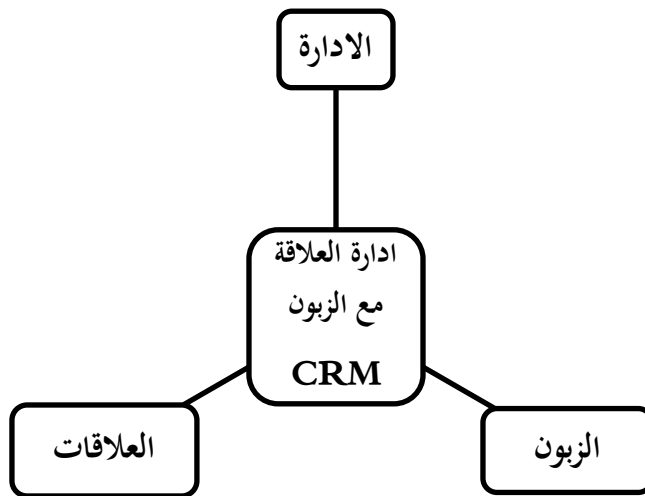 الادارة
ادارة العلاقة
مع الزبون
CRM
الزبون
العلاقات